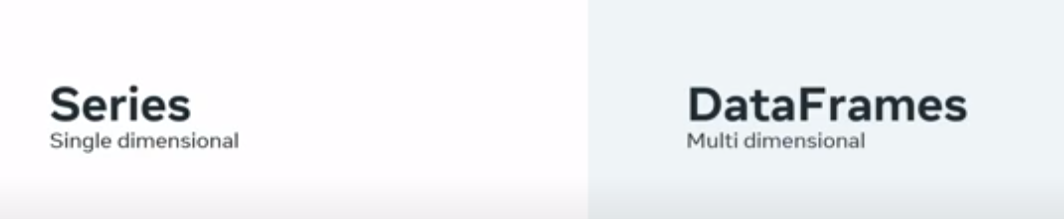 Series
Single dimensional
DataFrames
Multi dimensional